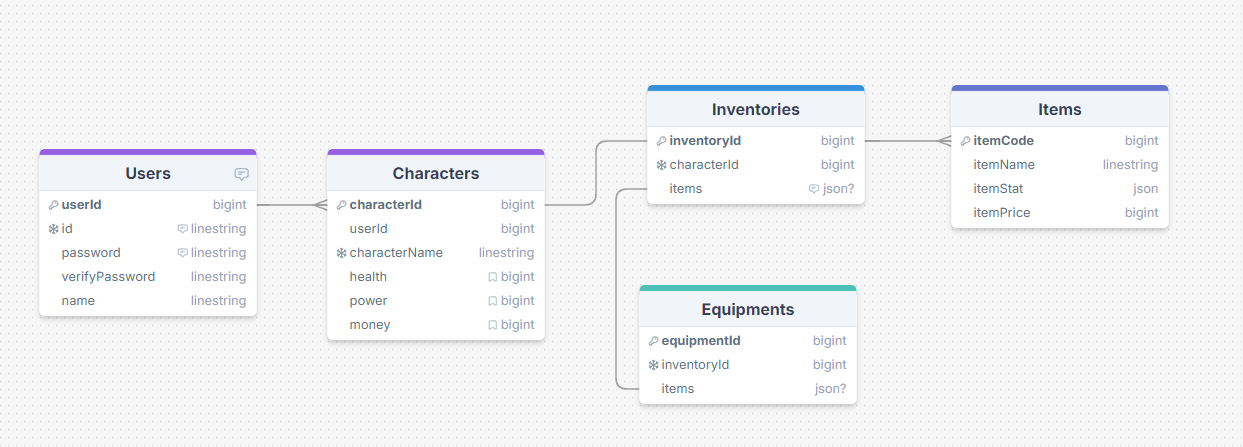 Users
userId bigint
id linestring
password linestring
verifyPassword linestring
name linestring
Characters
characterId bigint
userId bigint
characterName linestring
health bigint
power bigint
money bigint
Inventories
inventoryId bigint
characterId bigint
items json?
Items
itemCode bigint
itemName linestring
itemStat json
itemPrice bigint
Equipments
equipmentId bigint
inventoryId bigint
items json?